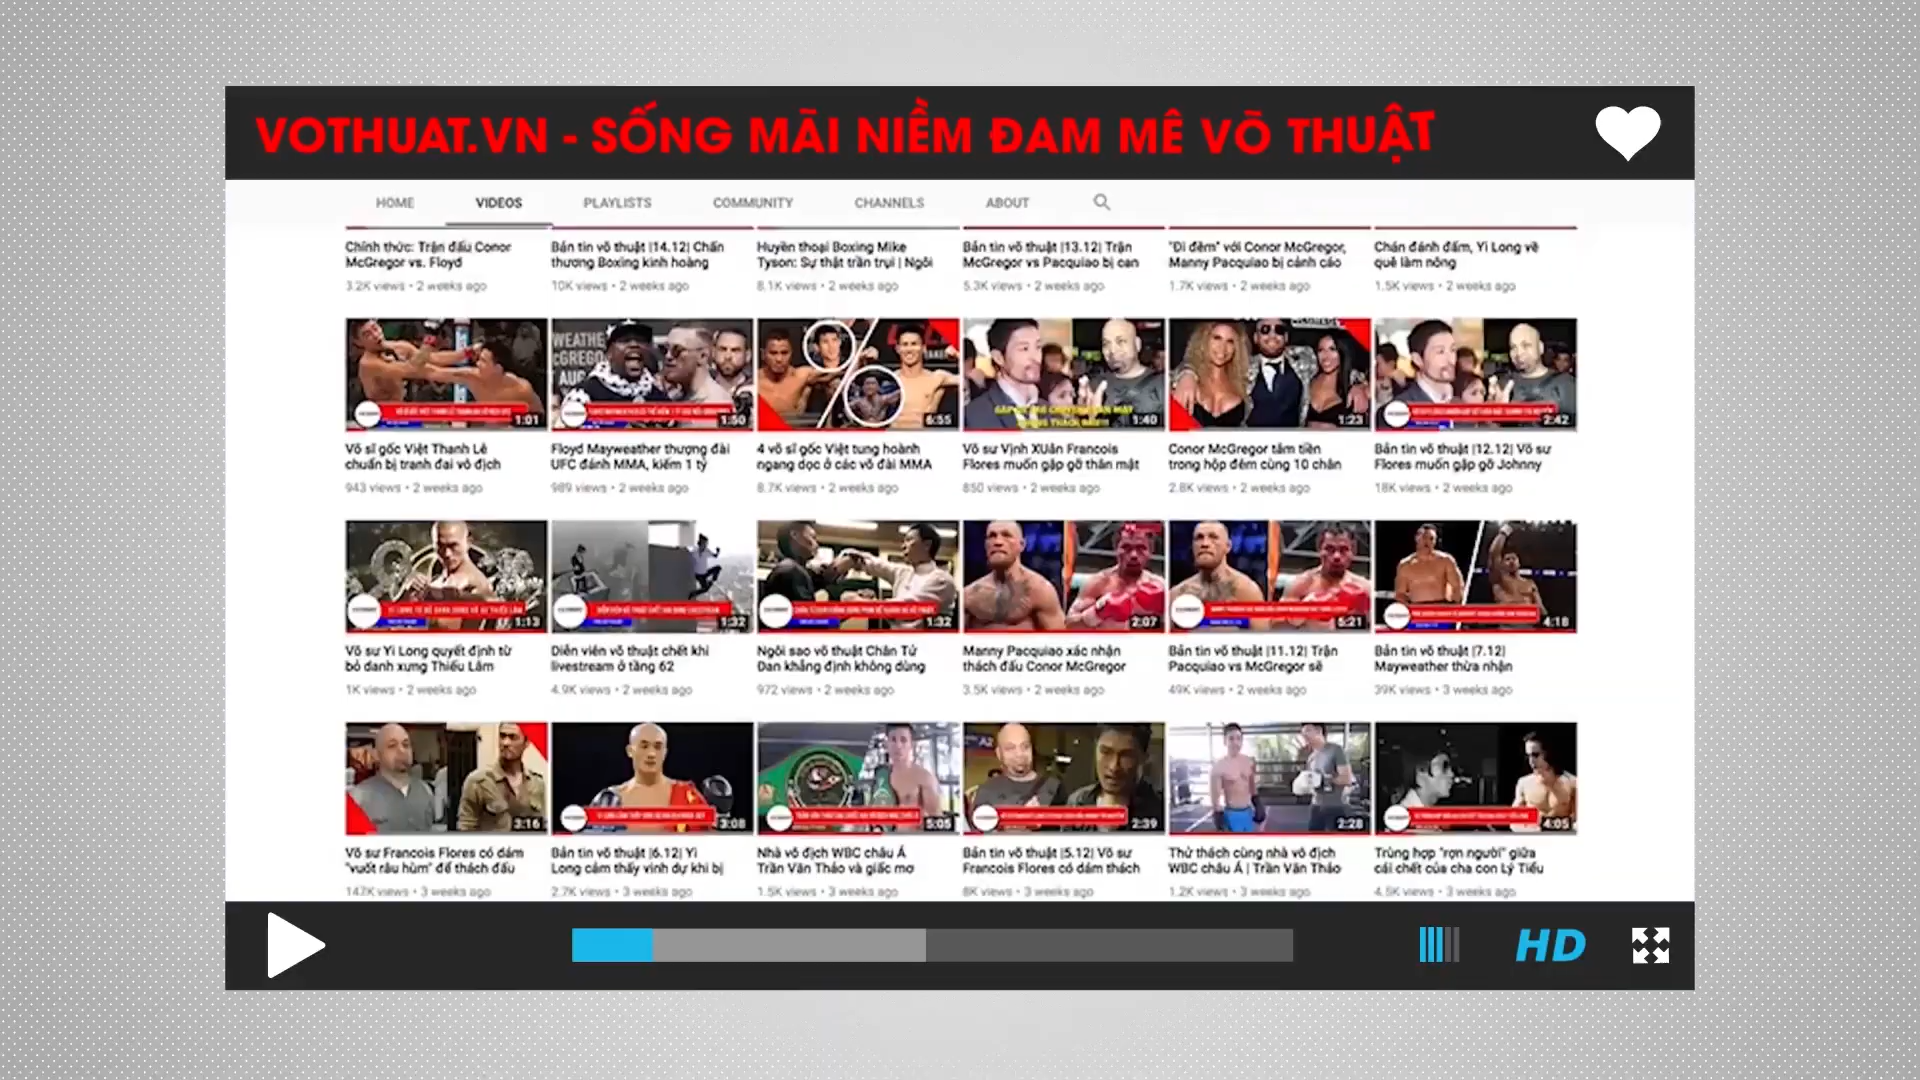 VOTHUAT.VN - SỐNG MÃI NIỀM ĐAM MÊ VÕ THUẬT
HOME VIDEOS PLAYLISTS COMMUNITY CHANNELS ABOUT
Chính thức: Trận đấu Conor
McGregor vs. Floyd
3.2K views • 2 weeks ago
Bản tin võ thuật |14.12| Chấn
thương Boxing kinh hoàng
10K views • 2 weeks ago
Huyền thoại Boxing Mike
Tyson: Sự thật trần trụi | Ngôi
8.1K views • 2 weeks ago
Bản tin võ thuật |13.12| Trận
McGregor vs Pacquiao bị can
5.3K views • 2 weeks ago
"Đi đêm" với Conor McGregor,
Manny Pacquiao bị cảnh cáo
1.7K views • 2 weeks ago
Chán đánh đấm, Yi Long về
quê làm nông
1.5K views • 2 weeks ago
1:01
WEATHE
McGREGO
AUG
1:50
6:55
1:40
1:23
2:42
Võ sĩ gốc Việt Thanh Lê
chuẩn bị tranh đai vô địch
943 views • 2 weeks ago
Floyd Mayweather thượng đài
UFC đánh MMA, kiếm 1 tỷ
989 views • 2 weeks ago
4 võ sĩ gốc Việt tung hoành
ngang dọc ở các võ đài MMA
8.7K views • 2 weeks ago
Võ sư Vịnh XUân Francois
Flores muốn gặp gỡ thân mật
850 views • 2 weeks ago
Conor McGregor tắm tiền
trong hộp đêm cùng 10 chân
2.8K views • 2 weeks ago
Bản tin võ thuật |12.12| Võ sư
Flores muốn gặp gỡ Johnny
18K views • 2 weeks ago
1:13
1:32
1:32
2:07
5:21
4:18
Võ sư Yi Long quyết định từ
bỏ danh xưng Thiếu Lâm
1K views • 2 weeks ago
Diễn viên võ thuật chết khi
livestream ở tầng 62
4.9K views • 2 weeks ago
Ngôi sao võ thuật Chân Tử
Đan khẳng định không dùng
972 views • 2 weeks ago
Manny Pacquiao xác nhận
thách đấu Conor McGregor
3.5K views • 2 weeks ago
Bản tin võ thuật |11.12| Trận
Pacquiao vs McGregor sẽ
49K views • 2 weeks ago
Bản tin võ thuật |7.12|
Mayweather thừa nhận
39K views • 3 weeks ago
3:16
3:08
5:05
2:39
2:28
4:05
Võ sư Francois Flores có dám
"vuốt râu hùm" để thách đấu
147K views • 3 weeks ago
Bản tin võ thuật |6.12| Yi
Long cảm thấy vinh dự khi bị
2.7K views • 3 weeks ago
Nhà vô địch WBC châu Á
Trần Văn Thảo và giấc mơ
1.5K views • 3 weeks ago
Bản tin võ thuật |5.12| Võ sư
Francois Flores có dám thách
8K views • 3 weeks ago
Thử thách cùng nhà vô địch
WBC châu Á | Trần Văn Thảo
1.2K views • 3 weeks ago
Trùng hợp "rợn người" giữa
cái chết của cha con Lý Tiểu
4.5K views • 3 weeks ago
HD